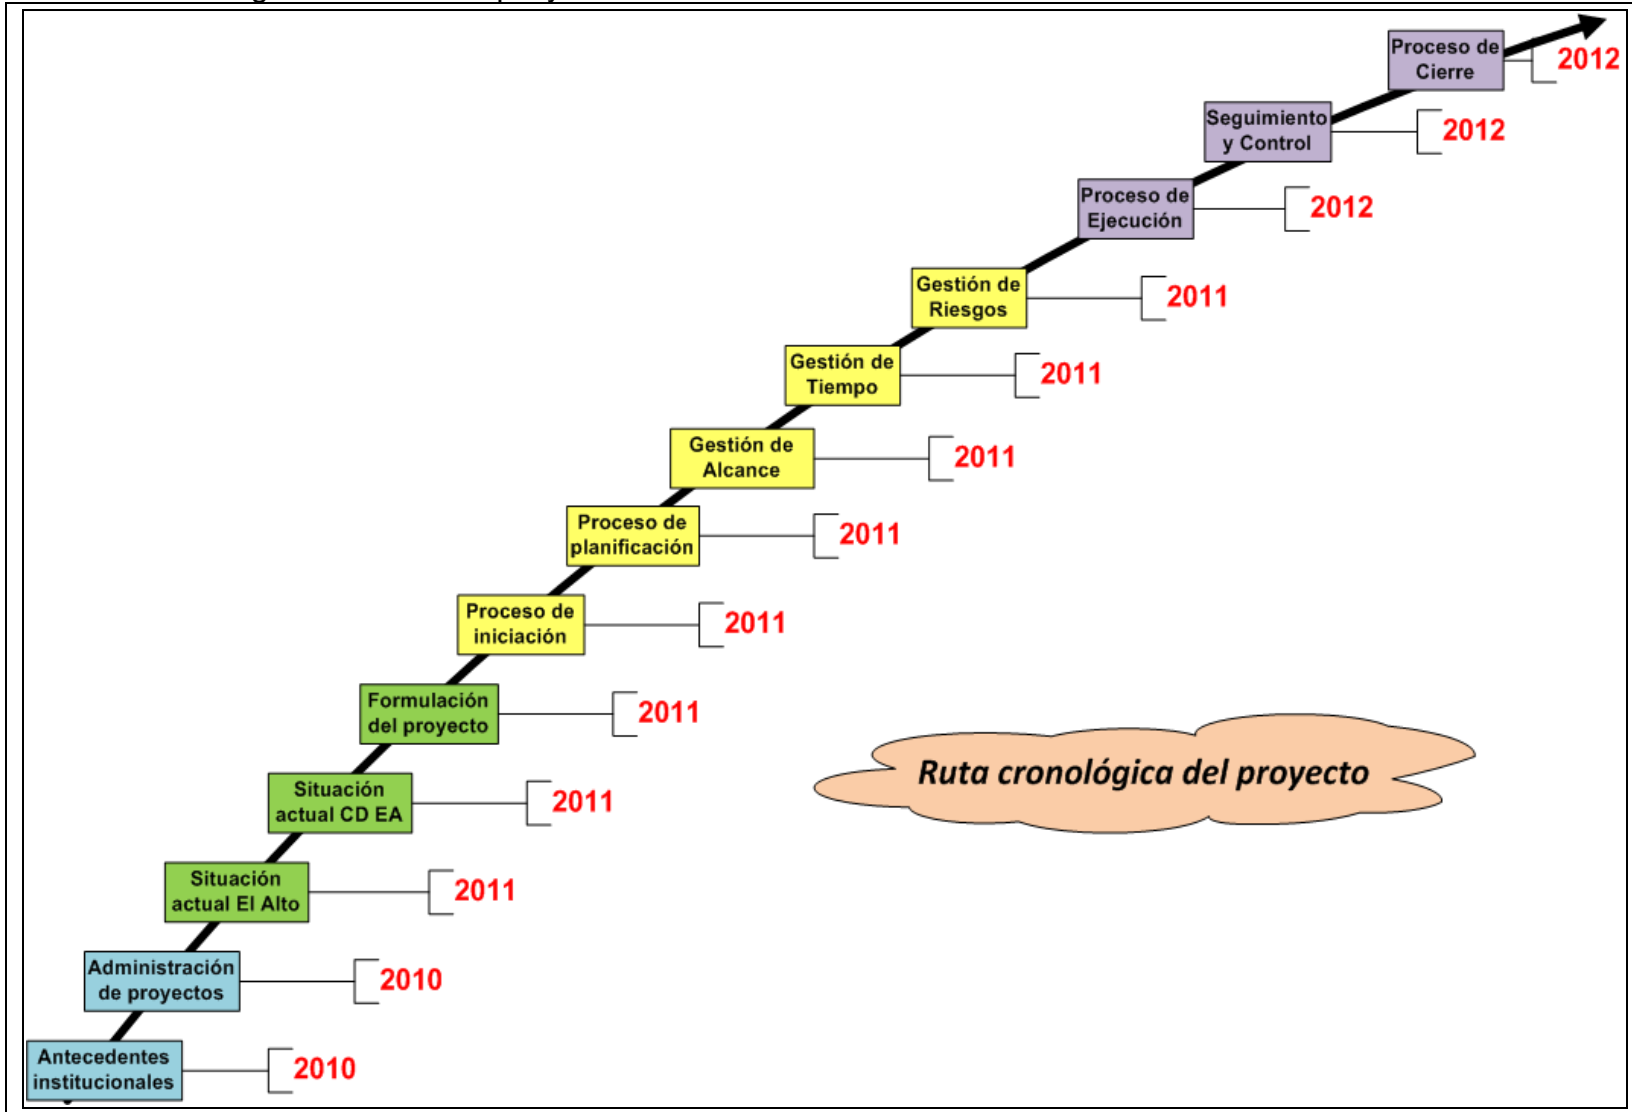 Proceso de
Cierre
2012
Seguimiento
y Control
2012
Proceso de
Ejecución
2012
Gestión de
Riesgos
2011
Gestión de
Tiempo
2011
Gestión de
Alcance
2011
Proceso de
planificación
2011
Proceso de
iniciación
2011
Formulación
del proyecto
2011
Ruta cronológica del proyecto
Situación
actual CD EA
2011
Situación
actual El Alto
2011
Administración
de proyectos
2010
Antecedentes
institucionales
2010